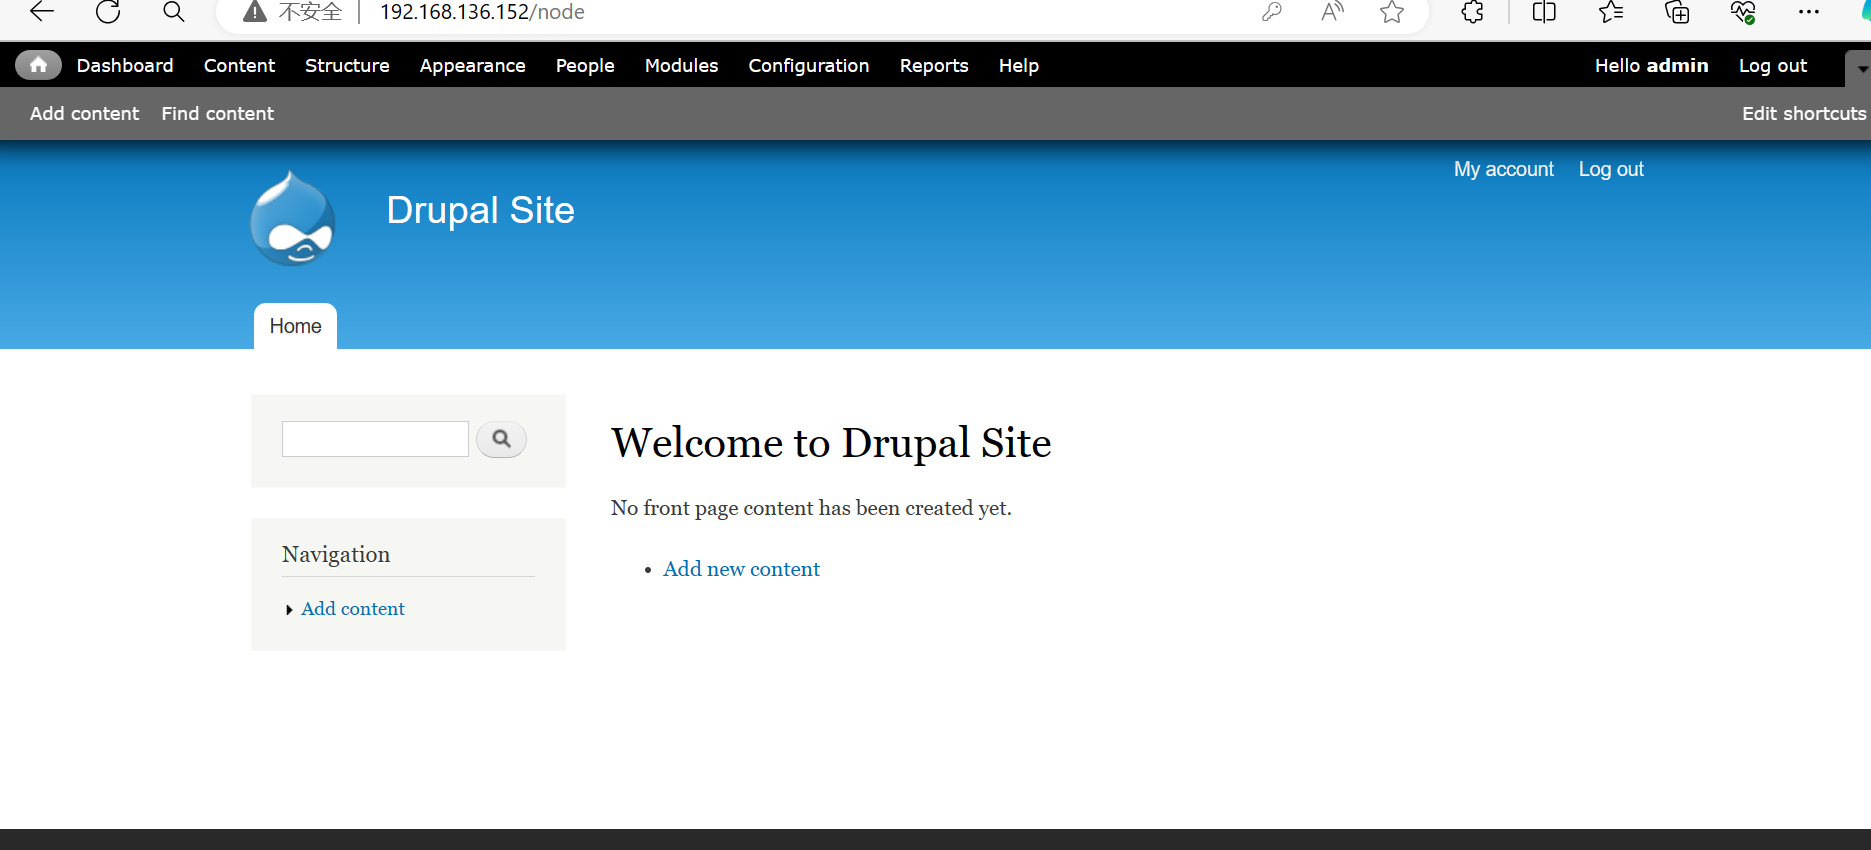 不安全 192.168.136.152/node
Dashboard Content Structure Appearance People Modules Configuration Reports Help Hello admin Log out
Add content Find content Edit shortcuts
My account Log out
Drupal Site
Home
Welcome to Drupal Site
No front page content has been created yet.
Navigation
Add new content
Add content